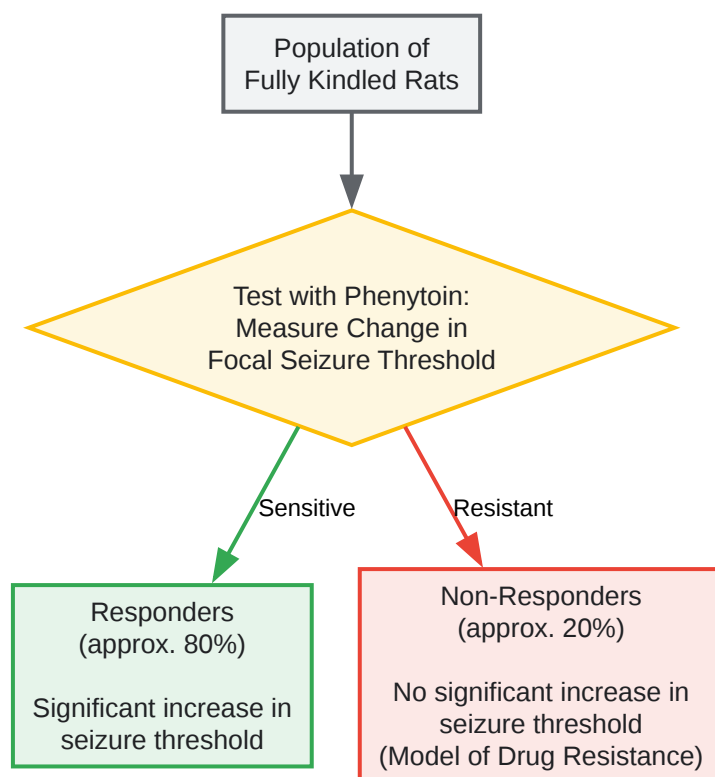 Population of
Fully Kindled Rats
Test with Phenytoin:
Measure Change in
Focal Seizure Threshold
Sensitive
Resistant
Responders
(approx. 80%)
Significant increase in
seizure threshold
Non-Responders
(approx. 20%)
No significant increase in
seizure threshold
(Model of Drug Resistance)